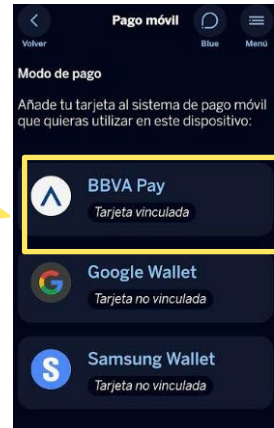 Pago móvil
Volver
Blue
Menú
Modo de pago
Añade tu tarjeta al sistema de pago móvil
que quieras utilizar en este dispositivo:
BBVA Pay
Tarjeta vinculada
G
Google Wallet
Tarjeta no vinculada
S
Samsung Wallet
Tarjeta no vinculada